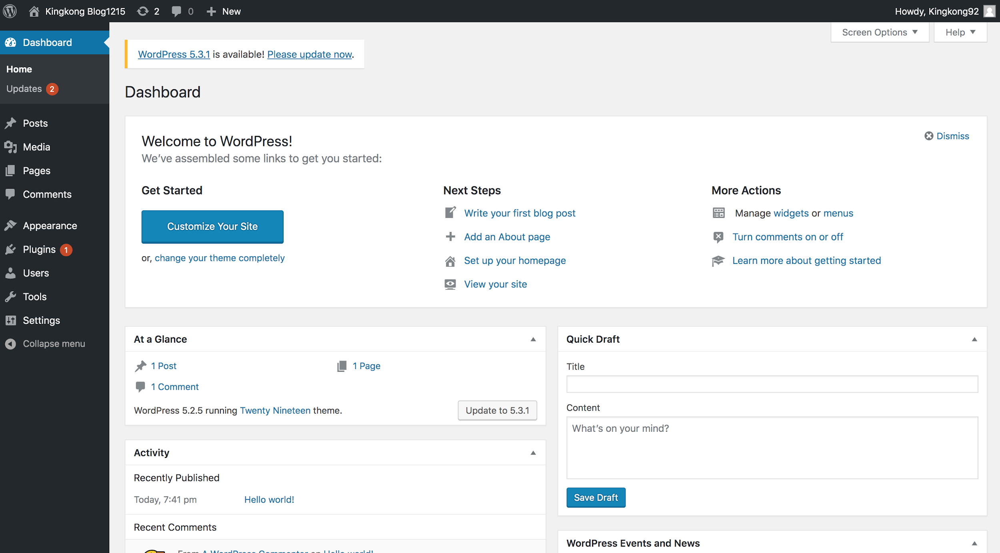 Kingkong Blog1215 2 0 New Howdy, Kingkong92
Dashboard
Home
Updates 2
Posts
Media
Pages
Comments
Appearance
Plugins 1
Users
Tools
Settings
Collapse menu
Screen Options Help
WordPress 5.3.1 is available! Please update now.
Dashboard
Welcome to WordPress!
Dismiss
We’ve assembled some links to get you started:
Get Started
Customize Your Site
or, change your theme completely
Next Steps
Write your first blog post
Add an About page
Set up your homepage
View your site
More Actions
Manage widgets or menus
Turn comments on or off
Learn more about getting started
At a Glance
1 Post 1 Page
1 Comment
WordPress 5.2.5 running Twenty Nineteen theme. Update to 5.3.1
Activity
Recently Published
Today, 7:41 pm Hello world!
Recent Comments
From A WordPress Commenter on Hello world!
Quick Draft
Title
Content
What’s on your mind?
Save Draft
WordPress Events and News